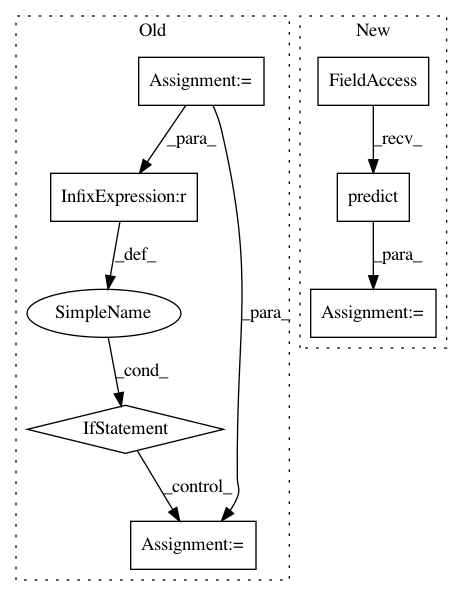 Old
New
Assignment:=
FieldAccess
_para_
_recv_
InfixExpression:r
predict
_def_
_para_
SimpleName
_para_
Assignment:=
_cond_
IfStatement
_control_
Assignment:=